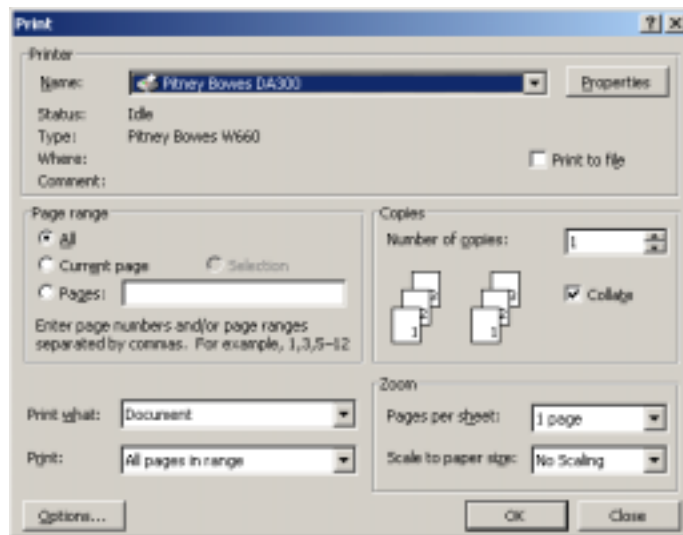 Print
Printer
Name: Pitney Bowes DA300 Properties
Status: Idle
Type: Pitney Bowes W660
Where: Print to file
Comment:
Page range
All
Current page Selection
Pages:
Enter page numbers and/or page ranges
separated by commas. For example, 1,3,5-12
Copies
Number of copies: 1
Collate
Zoom
Pages per sheet: 1 page
Scale to paper size: No Scaling
Print what: Document
Print: All pages in range
Options... OK Close